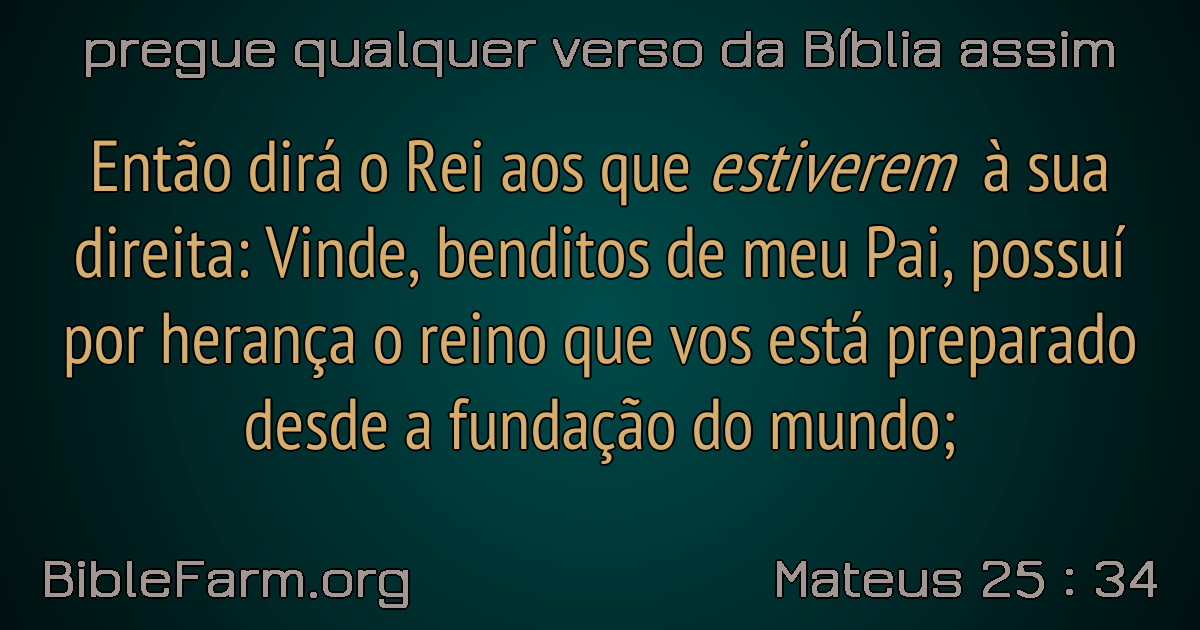 pregue qualquer verso da Bíblia assim
Então dirá o Rei aos que estiverem à sua
direita: Vinde, benditos de meu Pai, possuí
por herança o reino que vos está preparado
desde a fundação do mundo;
BibleFarm.org
Mateus 25 : 34